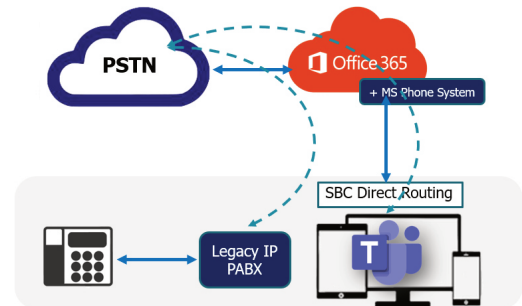 PSTN
Office 365
+ MS Phone System
SBC Direct Routing
Legacy IP
PABX
T